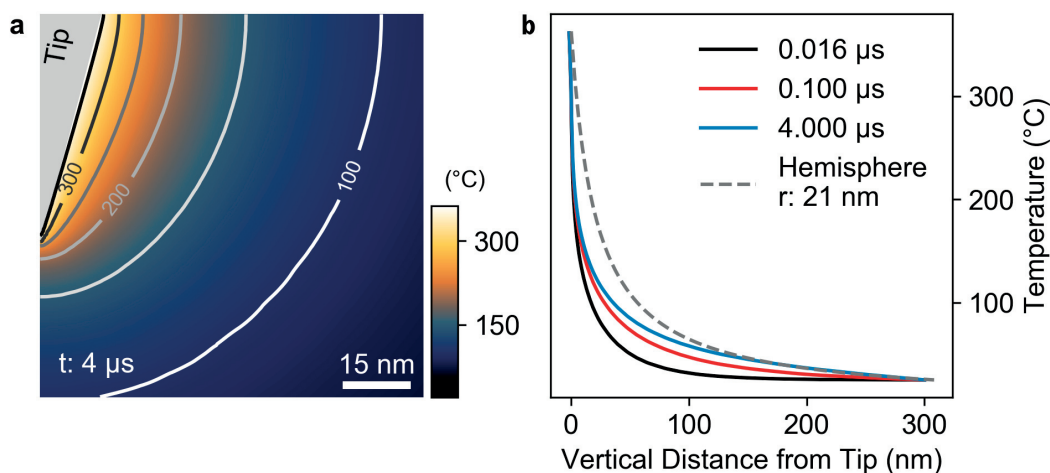 a
Tip
300
200
100
t: 4 µs
15 nm
(°C)
300
150
b
0.016 µs
0.100 µs
4.000 µs
Hemisphere
r: 21 nm
300
200
100
Temperature (°C)
0
100
200
300
Vertical Distance from Tip (nm)